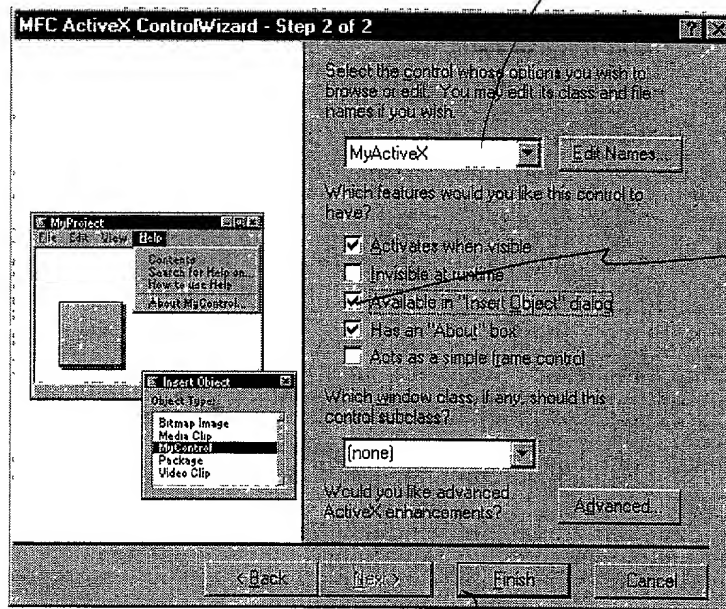 MFC ActiveX ControlWizard - Step 2 of 2
Select the control whose options you wish to
browse or edit. You may edit its class and file
names if you wish.
MyActiveX
Edit Names...
Which features would you like this control to
have?
Activates when visible
Invisible at runtime
Available in "Insert Object" dialog
Has an "About" box
Acts as a simple frame control
Which window class, if any, should this
control subclass?
(none)
Would you like advanced
ActiveX enhancements?
Advanced...
MyProject
File Edit View Help
Contents
Search for Help on...
How to use Help
About MyControl...
Insert Object
Object Type:
Bitmap Image
Media Clip
MyControl
Package
Video Clip
< Back
Next >
Finish
Cancel